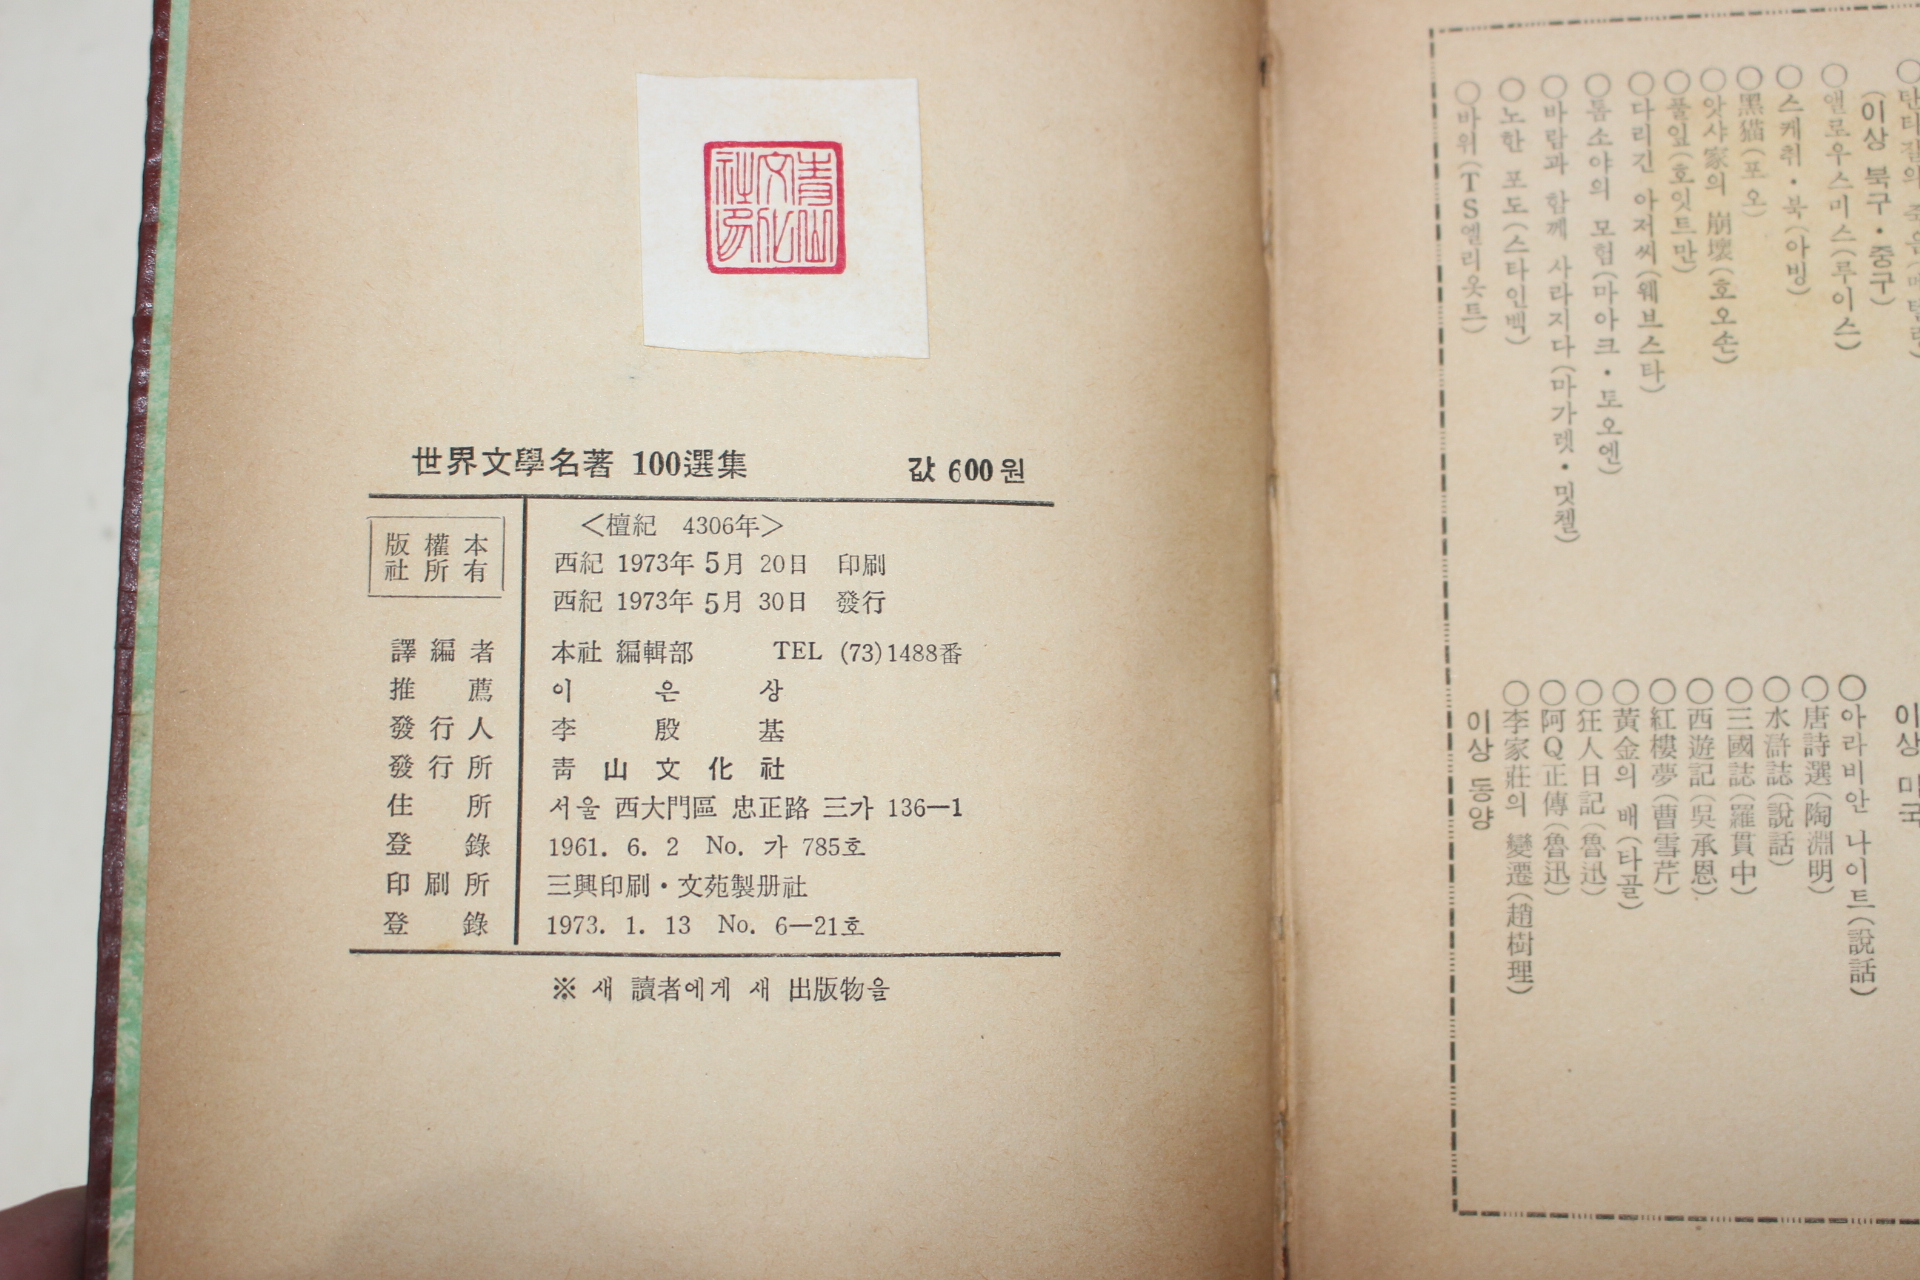 靑山文化社印
世界文學名著 100選集 값 600원
<檀紀 4306年>
西紀 1973年 5月 20日 印刷
西紀 1973年 5月 30日 發行
本有
權所
版社
譯編者 本社 編輯部 TEL (73)1488番
推薦 이은상
發行人 李殷基
發行所 靑山文化社
住所 서울 西大門區 忠正路 三가 136—1
登錄 1961. 6. 2 No. 가 785호
印刷所 三興印刷・文苑製册社
登錄 1973. 1. 13 No. 6—21호
※ 새 讀者에게 새 出版物을
(이상 북구・중구)
○앨로우스미스(루이스)
○스케취・북(아빙)
○黑猫(포오)
○앗샤家의 崩壞(호오손)
○풀잎(호잇트만)
○다리긴 아저씨(웨브스타)
○톰소야의 모험(마아크・토오엔)
○바람과 함께 사라지다(마가렛・밋첼)
○노한 포도(스타인벡)
○바위(TS엘리옷트)
이상 미국
○아라비안 나이트(說話)
○唐詩選(陶淵明)
○水滸誌(說話)
○三國誌(羅貫中)
○西遊記(吳承恩)
○紅樓夢(曹雪芹)
○黃金의 배(타골)
○狂人日記(魯迅)
○阿Q正傳(魯迅)
○李家莊의 變遷(趙樹理)
이상 동양